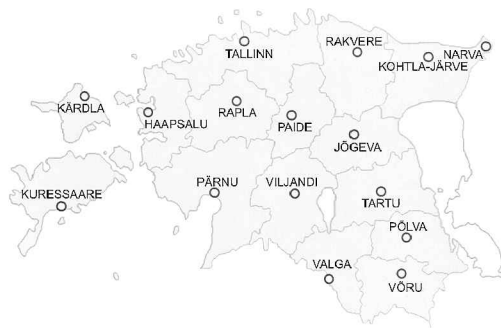 RAKVERE
TALLINN
NARVA
KOHTLA-JÄRVE
KÄRDLA
HAAPSALU
RAPLA
PAIDE
JÕGEVA
KURESSAARE
PÄRNU
VILJANDI
TARTU
PÕLVA
VALGA
VÕRU